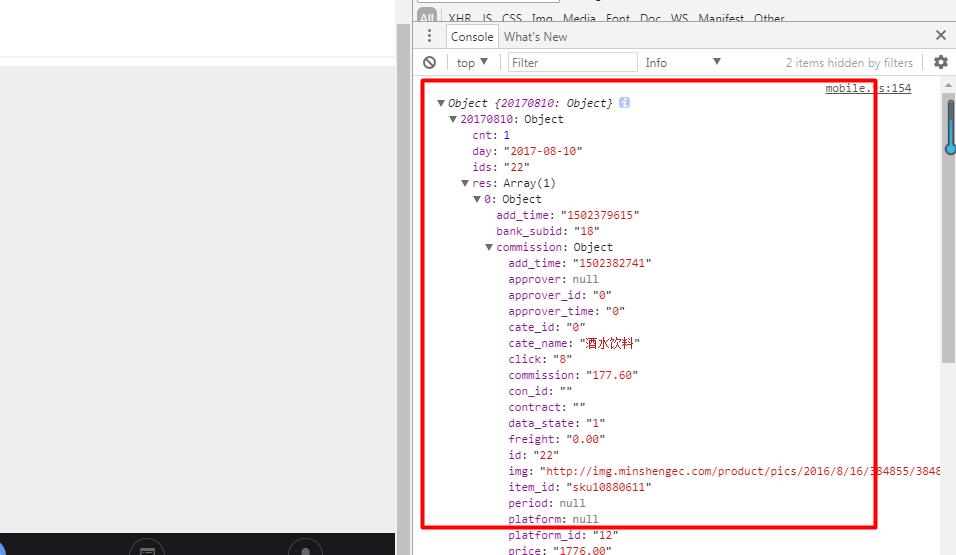 All XHR JS CSS Img Media Font Doc WS Manifest Other
Console What's New
top Filter Info 2 items hidden by filters
mobile.js:154
Object {20170810: Object}
20170810: Object
cnt: 1
day: "2017-08-10"
ids: "22"
res: Array(1)
0: Object
add_time: "1502379615"
bank_subid: "18"
commission: Object
add_time: "1502382741"
approver: null
approver_id: "0"
approver_time: "0"
cate_id: "0"
cate_name: "酒水饮料"
click: "8"
commission: "177.60"
con_id: ""
contract: ""
data_state: "1"
freight: "0.00"
id: "22"
img: "http://img.minshengec.com/product/pics/2016/8/16/384855/3848
item_id: "sku10880611"
period: null
platform: null
platform_id: "12"
price: "1776.00"